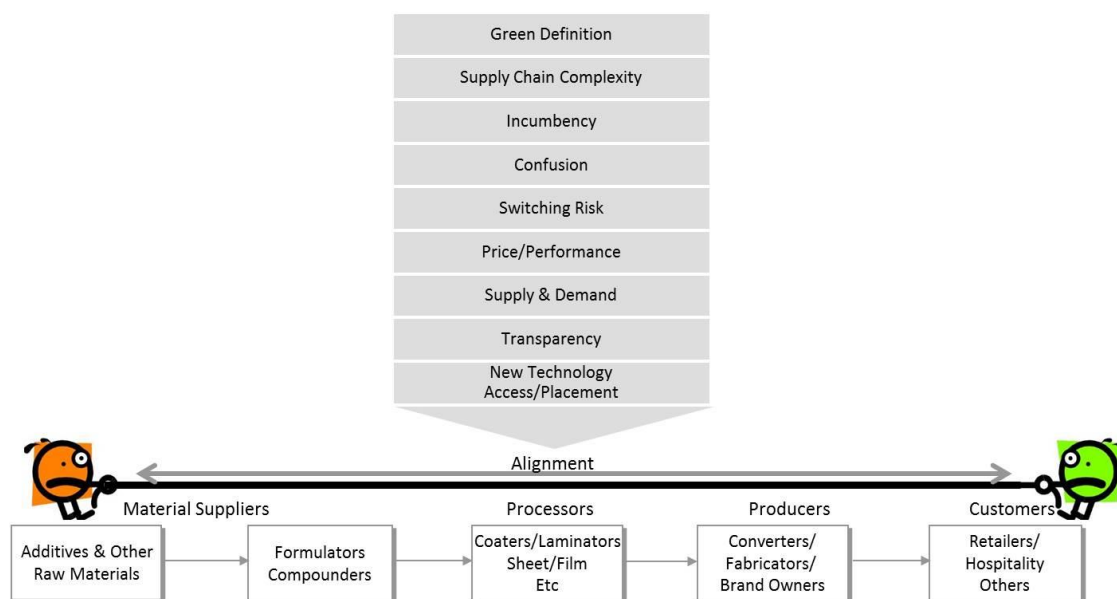 Green Definition
Supply Chain Complexity
Incumbency
Confusion
Switching Risk
Price/Performance
Supply & Demand
Transparency
New Technology
Access/Placement
Alignment
Material Suppliers
Processors
Producers
Customers
Additives & Other
Raw Materials
Formulators
Compounders
Coaters/Laminators
Sheet/Film
Etc
Converters/
Fabricators/
Brand Owners
Retailers/
Hospitality
Others